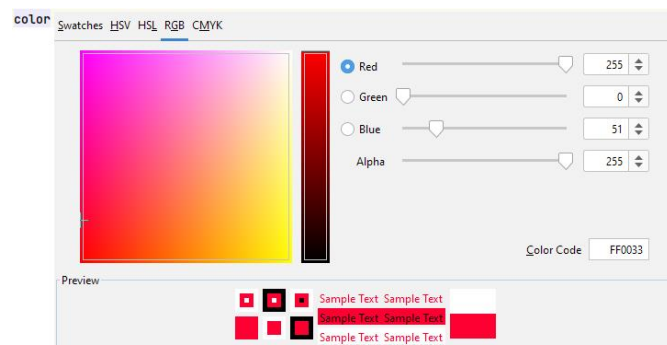 color
Swatches HSV HSL RGB CMYK
Red 255
Green 0
Blue 51
Alpha 255
Color Code FF0033
Preview
Sample Text Sample Text
Sample Text Sample Text
Sample Text Sample Text